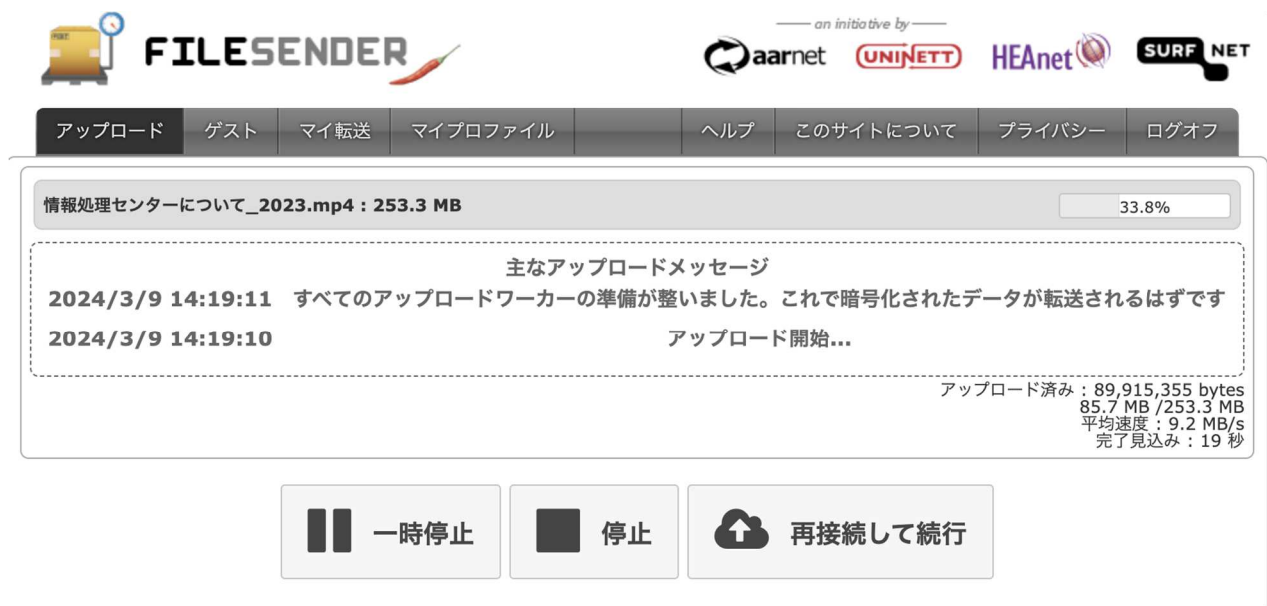 an initiative by
FILESENDER
aarnet
UNINETT
HEAnet
SURF NET
アップロード ゲスト マイ転送 マイプロファイル ヘルプ このサイトについて プライバシー ログオフ
情報処理センターについて_2023.mp4 : 253.3 MB 33.8%
主なアップロードメッセージ
2024/3/9 14:19:11 すべてのアップロードワーカーの準備が整いました。これで暗号化されたデータが転送されるはずです
2024/3/9 14:19:10 アップロード開始...
アップロード済み : 89,915,355 bytes
85.7 MB /253.3 MB
平均速度 : 9.2 MB/s
完了見込み : 19 秒
一時停止 停止 再接続して続行